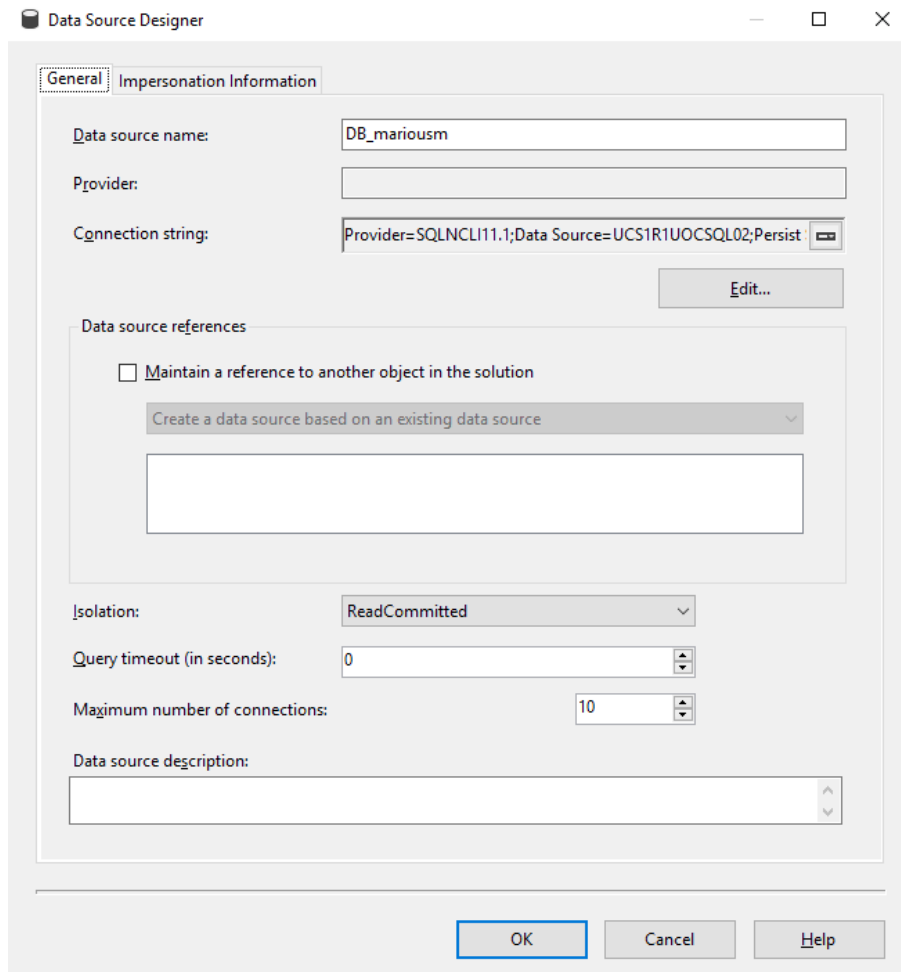 Data Source Designer
General Impersonation Information
Data source name: DB_mariousm
Provider:
Connection string: Provider=SQLNCLI11.1;Data Source=UCS1R1UOCSQL02;Persist
Edit...
Data source references
Maintain a reference to another object in the solution
Create a data source based on an existing data source
Isolation: ReadCommitted
Query timeout (in seconds): 0
Maximum number of connections: 10
Data source description:
OK Cancel Help